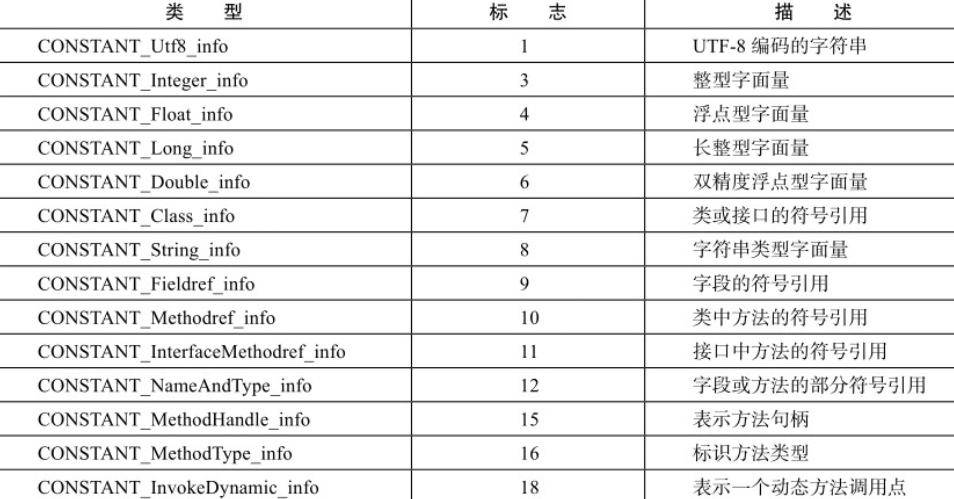 类 型 标 志 描 述
CONSTANT_Utf8_info 1 UTF-8 编码的字符串
CONSTANT_Integer_info 3 整型字面量
CONSTANT_Float_info 4 浮点型字面量
CONSTANT_Long_info 5 长整型字面量
CONSTANT_Double_info 6 双精度浮点型字面量
CONSTANT_Class_info 7 类或接口的符号引用
CONSTANT_String_info 8 字符串类型字面量
CONSTANT_Fieldref_info 9 字段的符号引用
CONSTANT_Methodref_info 10 类中方法的符号引用
CONSTANT_InterfaceMethodref_info 11 接口中方法的符号引用
CONSTANT_NameAndType_info 12 字段或方法的部分符号引用
CONSTANT_MethodHandle_info 15 表示方法句柄
CONSTANT_MethodType_info 16 标识方法类型
CONSTANT_InvokeDynamic_info 18 表示一个动态方法调用点